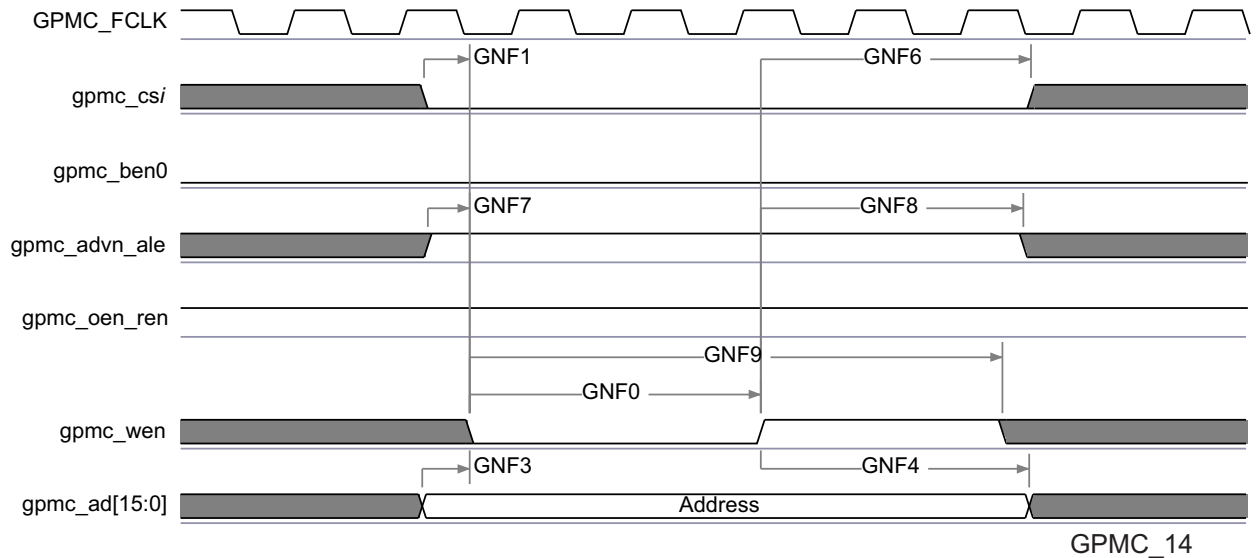 GPMC_FCLK
GNF1
GNF6
gpmc_csi
gpmc_ben0
GNF7
GNF8
gpmc_advn_ale
gpmc_oen_ren
GNF9
GNF0
gpmc_wen
GNF3
GNF4
gpmc_ad[15:0]
Address
GPMC_14